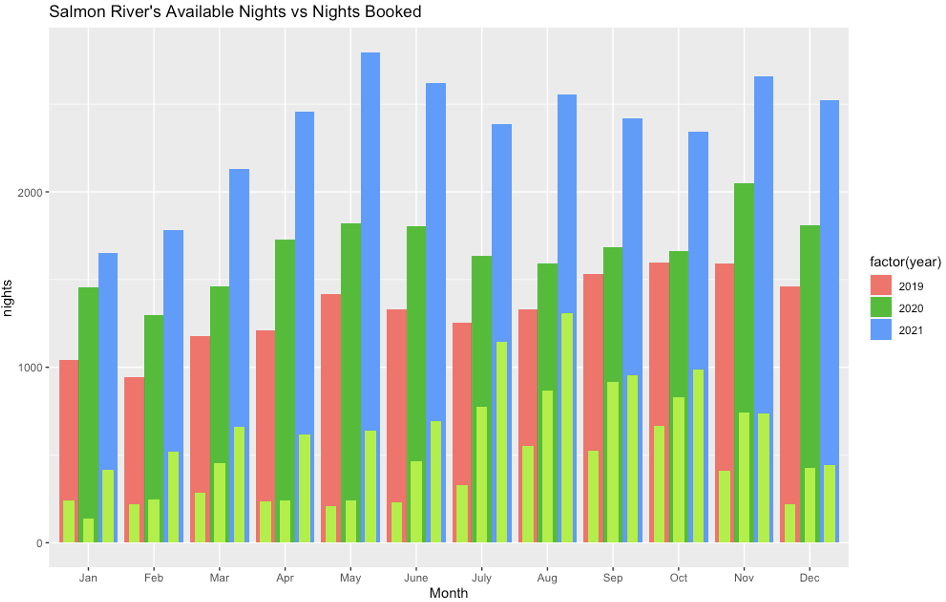 Salmon River's Available Nights vs Nights Booked
nights
2000
1000
0
Jan Feb Mar Apr May June July Aug Sep Oct Nov Dec
Month
factor(year)
2019
2020
2021